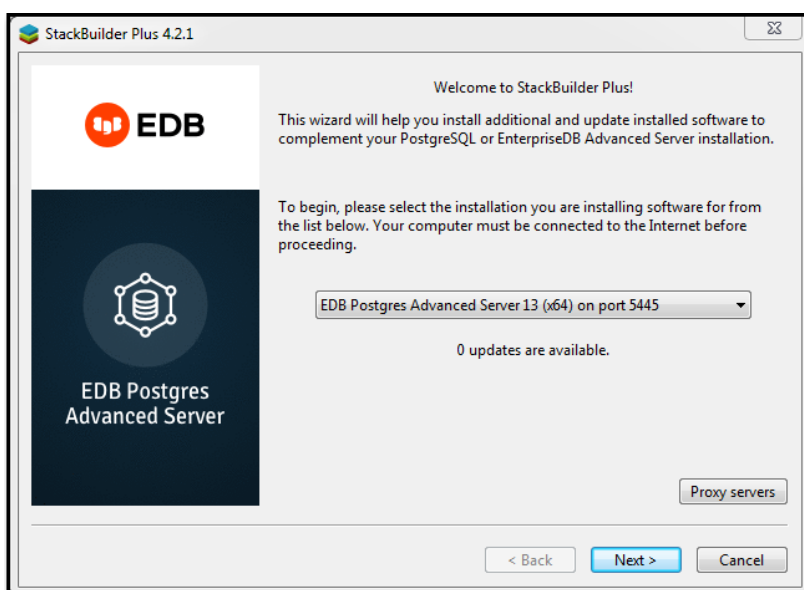 StackBuilder Plus 4.2.1
EDB
EDB Postgres
Advanced Server
Welcome to StackBuilder Plus!
This wizard will help you install additional and update installed software to
complement your PostgreSQL or EnterpriseDB Advanced Server installation.
To begin, please select the installation you are installing software for from
the list below. Your computer must be connected to the Internet before
proceeding.
EDB Postgres Advanced Server 13 (x64) on port 5445
0 updates are available.
Proxy servers
< Back
Next >
Cancel